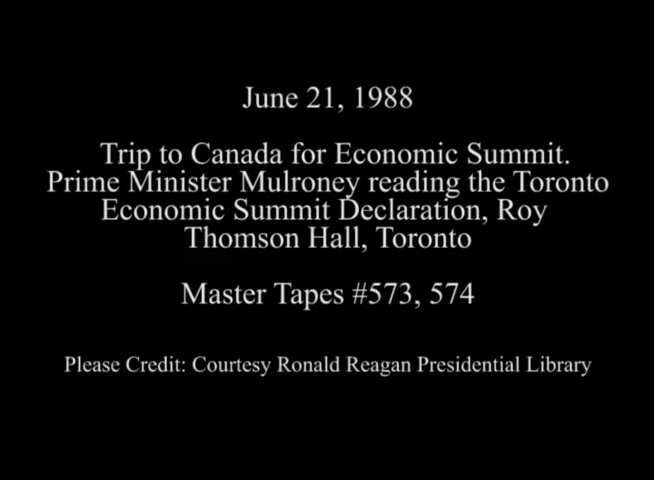 June 21, 1988
Trip to Canada for Economic Summit.
Prime Minister Mulroney reading the Toronto
Economic Summit Declaration, Roy
Thomson Hall, Toronto
Master Tapes #573, 574
Please Credit: Courtesy Ronald Reagan Presidential Library